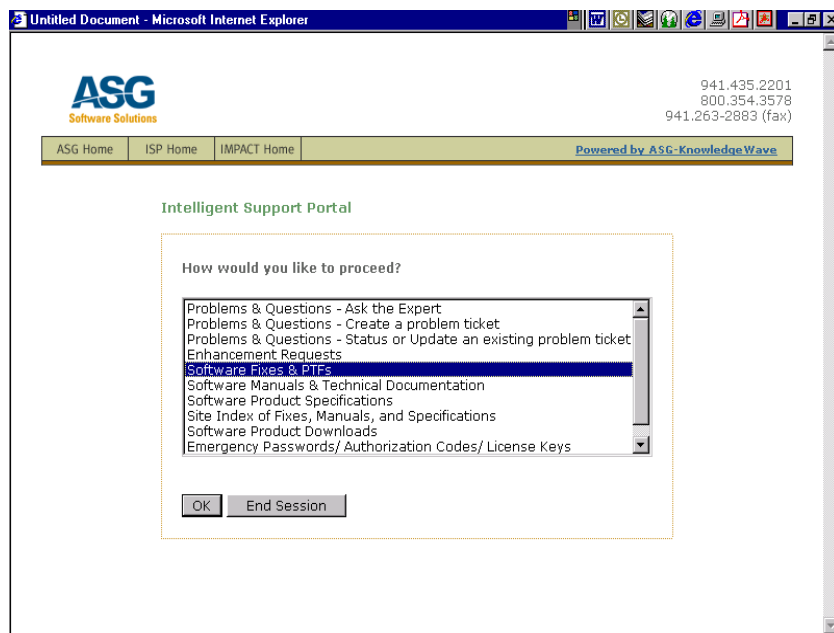 Untitled Document - Microsoft Internet Explorer
ASG
Software Solutions
941.435.2201
800.354.3578
941.263-2883 (fax)
ASG Home
ISP Home
IMPACT Home
Powered by ASG-KnowledgeWave
Intelligent Support Portal
How would you like to proceed?
Problems & Questions - Ask the Expert
Problems & Questions - Create a problem ticket
Problems & Questions - Status or Update an existing problem ticket
Enhancement Requests
Software Fixes & PTFs
Software Manuals & Technical Documentation
Software Product Specifications
Site Index of Fixes, Manuals, and Specifications
Software Product Downloads
Emergency Passwords/ Authorization Codes/ License Keys
OK
End Session